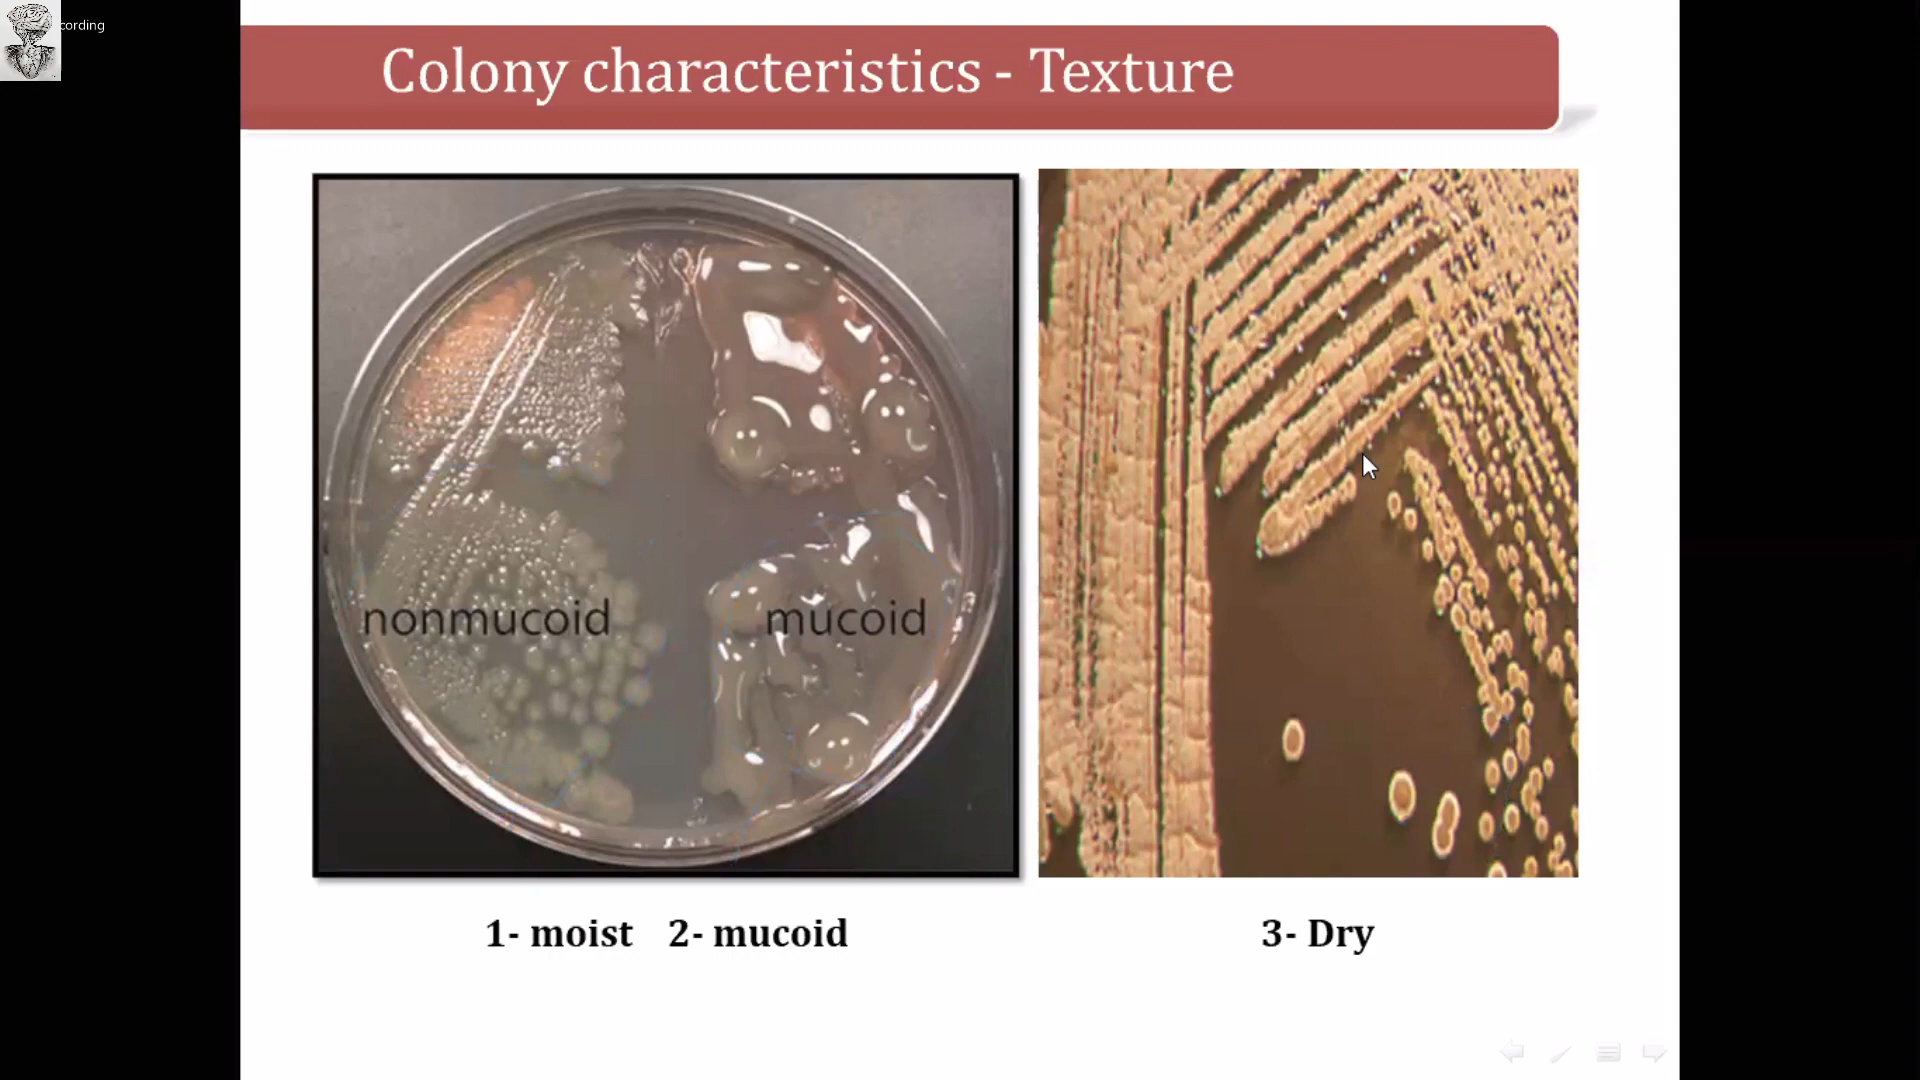 cording
Colony characteristics - Texture
nonmucoid
mucoid
1- moist 2- mucoid
3- Dry